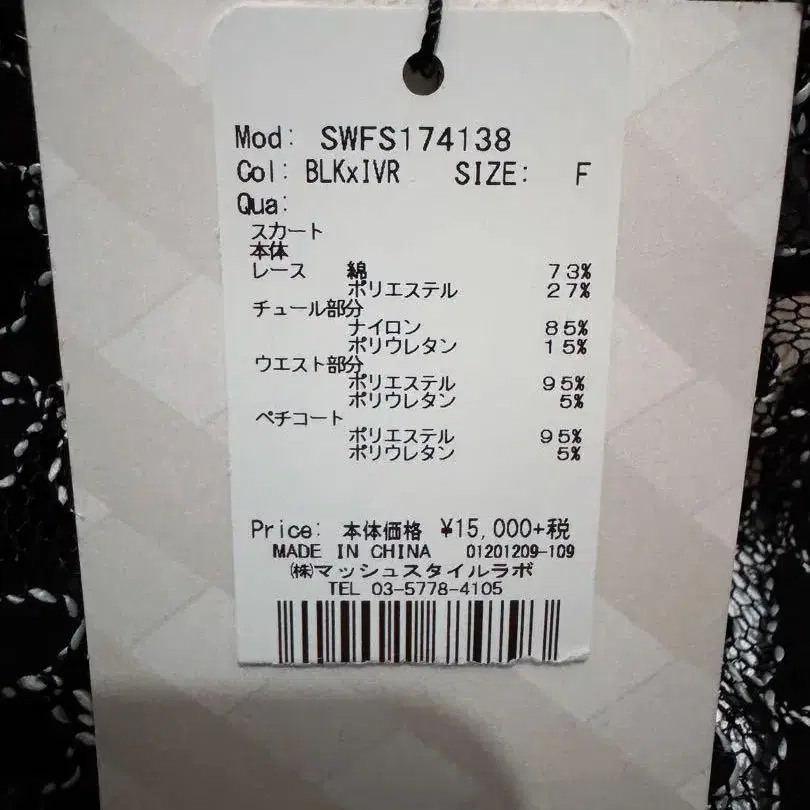 Mod: SWFS174138
Col: BLKxIVR SIZE: F
Qua:
スカート
本体
レース 綿 73%
ポリエステル 27%
チュール部分
ナイロン 85%
ポリウレタン 15%
ウエスト部分
ポリエステル 95%
ポリウレタン 5%
ペチコート
ポリエステル 95%
ポリウレタン 5%
Price: 本体価格 ¥15,000+税
MADE IN CHINA 01201209-109
㈱マッシュスタイルラボ
TEL 03-5778-4105